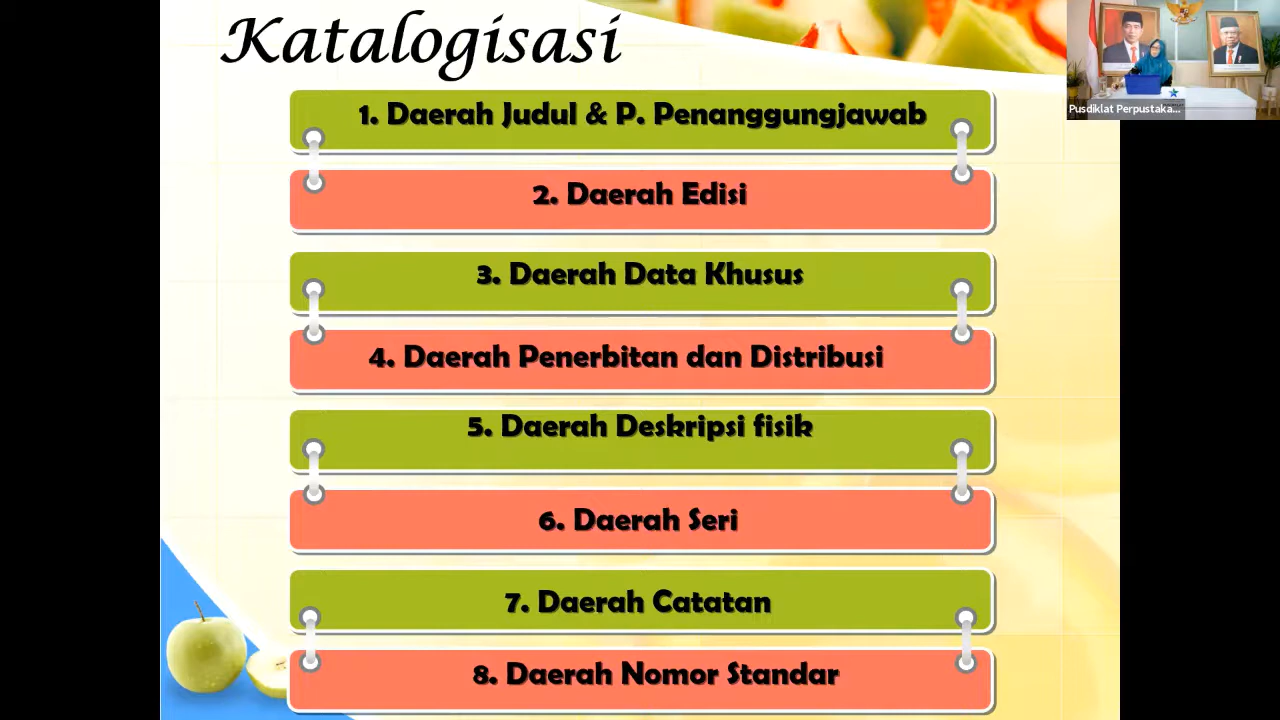 Katalogisasi
1. Daerah Judul & P. Penanggungjawab
2. Daerah Edisi
3. Daerah Data Khusus
4. Daerah Penerbitan dan Distribusi
5. Daerah Deskripsi fisik
6. Daerah Seri
7. Daerah Catatan
8. Daerah Nomor Standar
Pusdiklat Perpustaka...